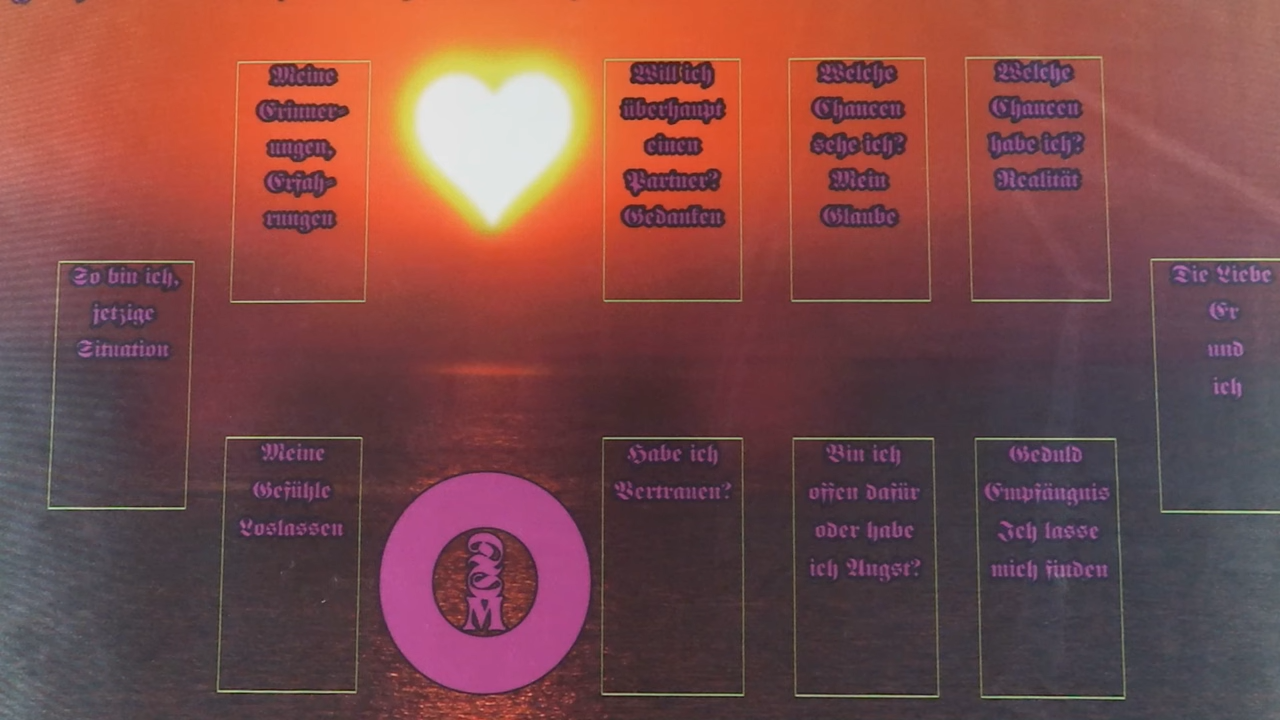 Meine
Erinner-
ungen,
Erfah-
rungen
Will ich
überhaupt
einen
Partner?
Gedanken
Welche
Chancen
sehe ich?
Mein
Glaube
Welche
Chancen
habe ich?
Realität
So bin ich,
jetzige
Situation
Die Liebe
Er
und
ich
Meine
Gefühle
Loslassen
Habe ich
Vertrauen?
Bin ich
offen dafür
oder habe
ich Angst?
Geduld
Empfängnis
Ich lasse
mich finden